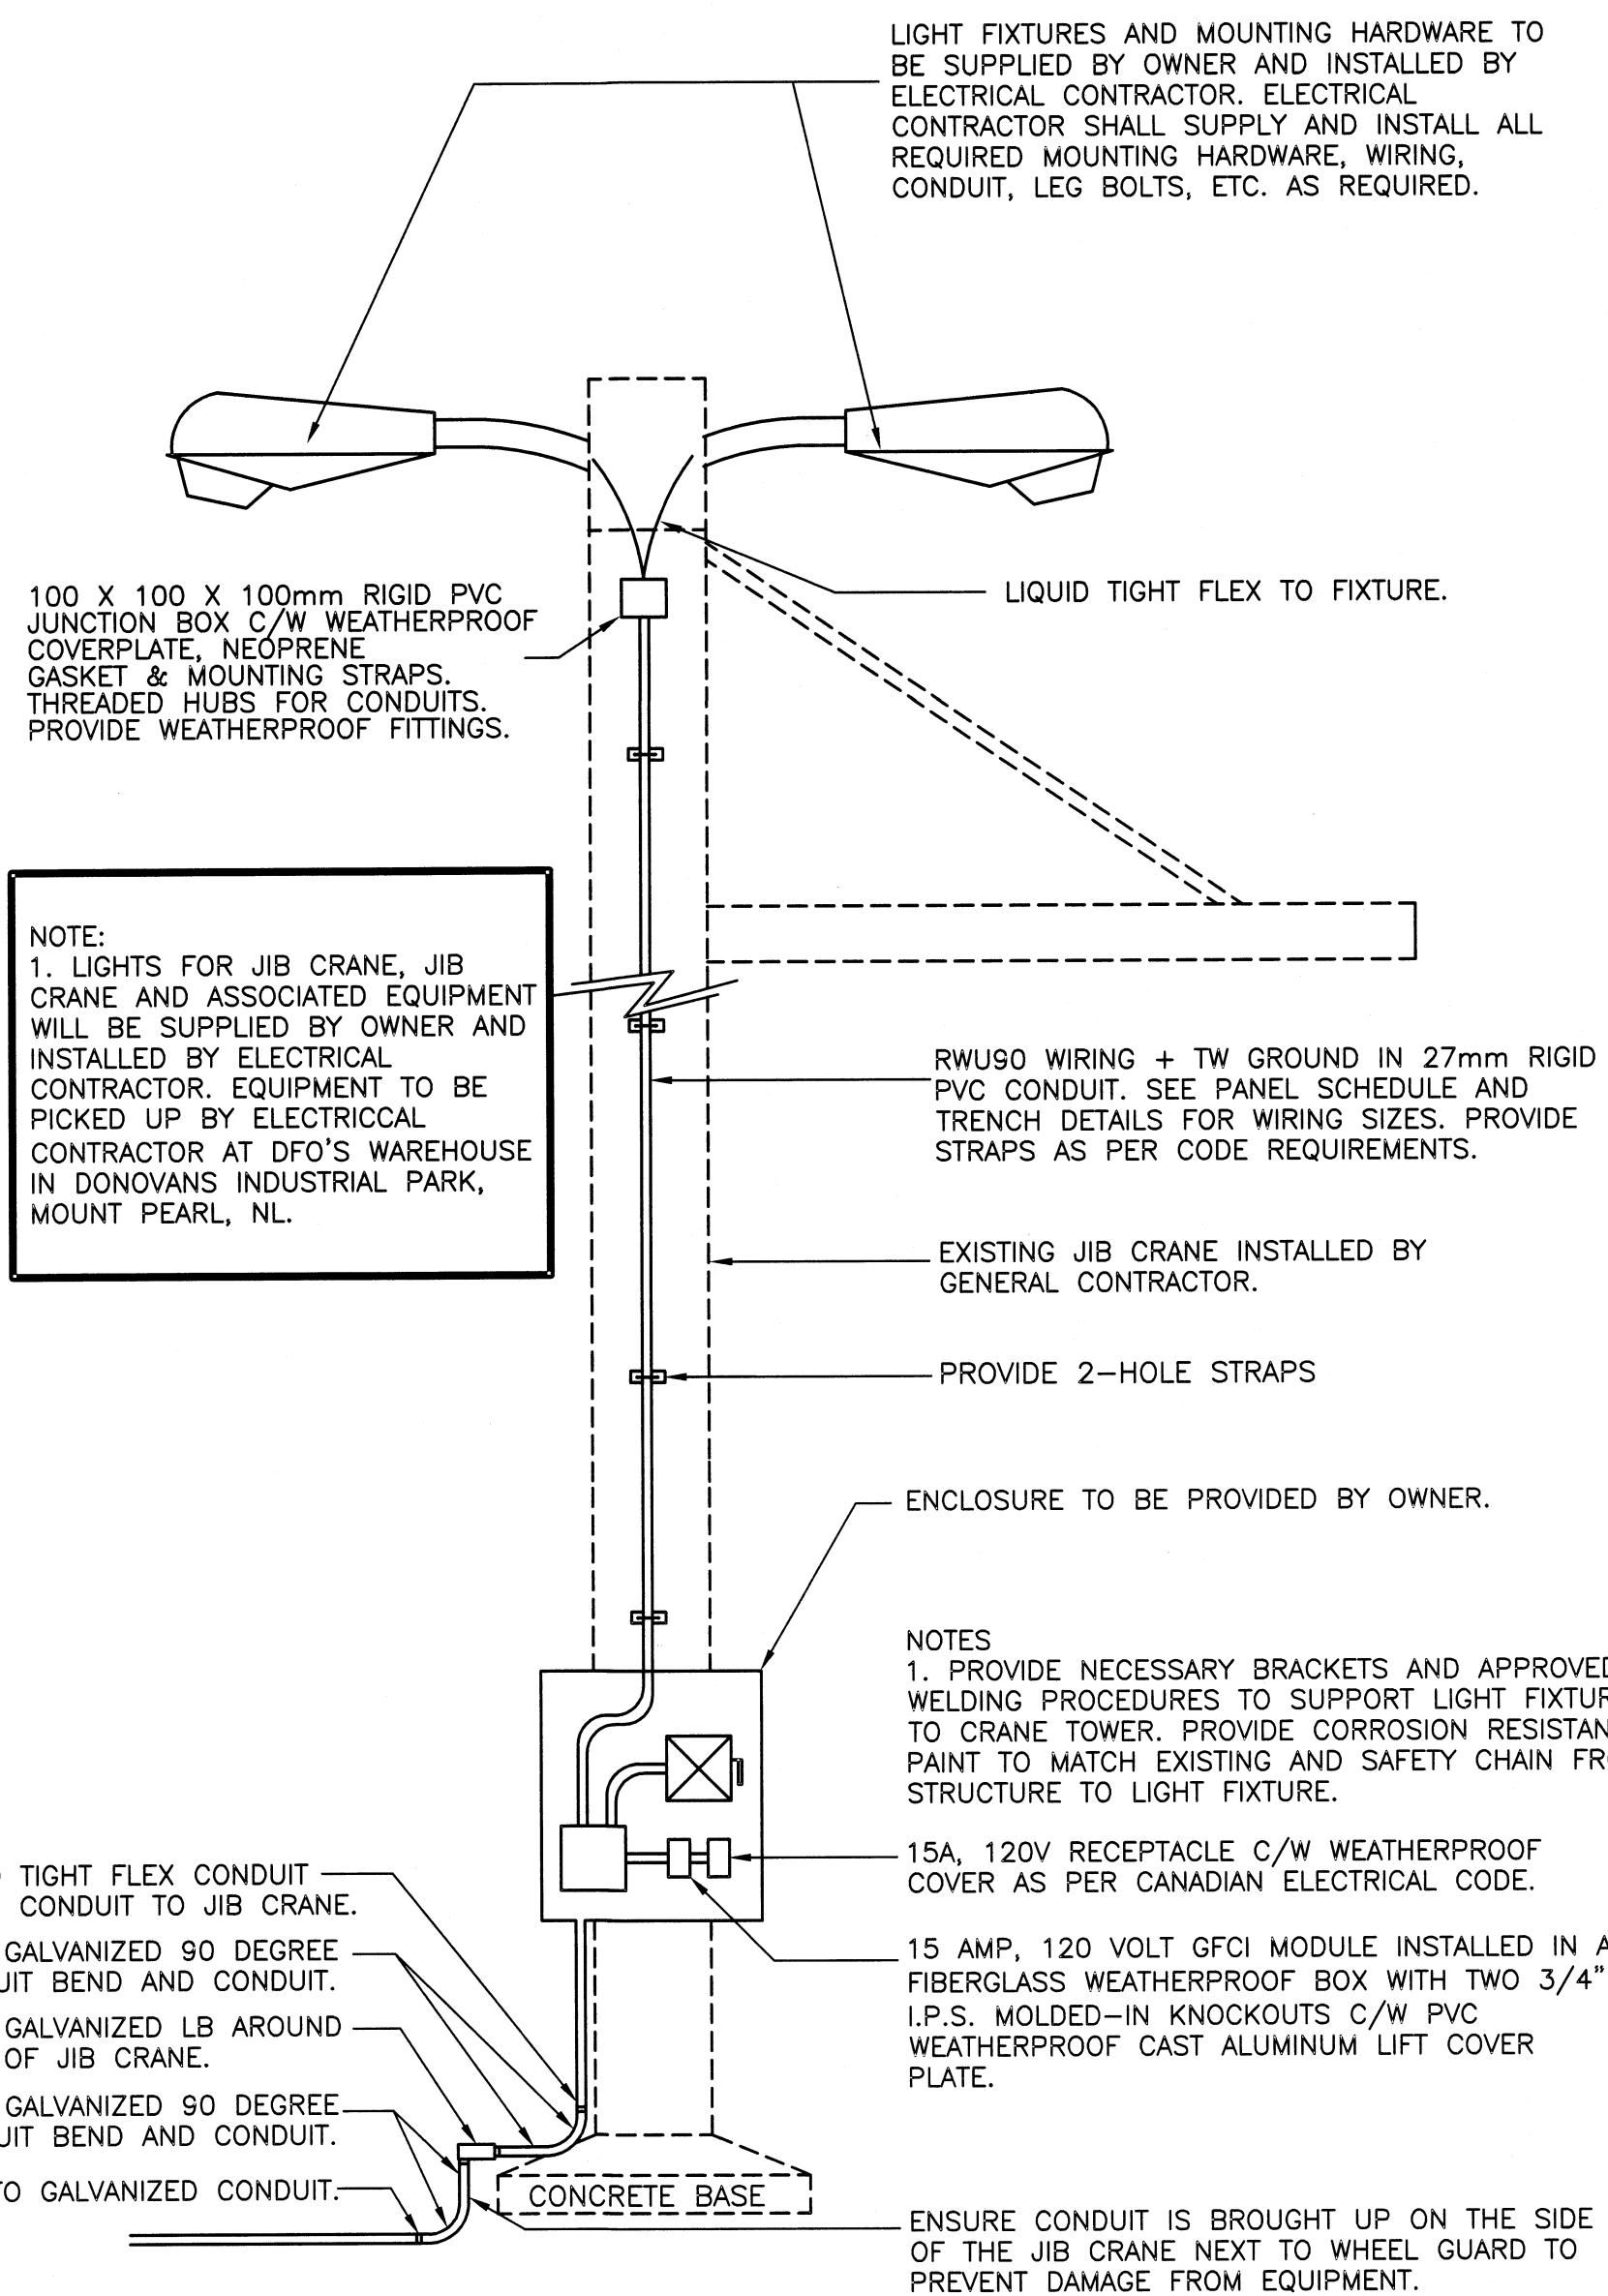 LIGHT FIXTURES AND MOUNTING HARDWARE TO
BE SUPPLIED BY OWNER AND INSTALLED BY
ELECTRICAL CONTRACTOR. ELECTRICAL
CONTRACTOR SHALL SUPPLY AND INSTALL ALL
REQUIRED MOUNTING HARDWARE, WIRING,
CONDUIT, LEG BOLTS, ETC. AS REQUIRED.
LIQUID TIGHT FLEX TO FIXTURE.
100 X 100 X 100mm RIGID PVC
JUNCTION BOX C/W WEATHERPROOF
COVERPLATE, NEOPRENE
GASKET & MOUNTING STRAPS.
THREADED HUBS FOR CONDUITS.
PROVIDE WEATHERPROOF FITTINGS.
NOTE:
1. LIGHTS FOR JIB CRANE, JIB
CRANE AND ASSOCIATED EQUIPMENT
WILL BE SUPPLIED BY OWNER AND
INSTALLED BY ELECTRICAL
CONTRACTOR. EQUIPMENT TO BE
PICKED UP BY ELECTRICCAL
CONTRACTOR AT DFO'S WAREHOUSE
IN DONOVANS INDUSTRIAL PARK,
MOUNT PEARL, NL.
RWU90 WIRING + TW GROUND IN 27mm RIGID
PVC CONDUIT. SEE PANEL SCHEDULE AND
TRENCH DETAILS FOR WIRING SIZES. PROVIDE
STRAPS AS PER CODE REQUIREMENTS.
EXISTING JIB CRANE INSTALLED BY
GENERAL CONTRACTOR.
PROVIDE 2-HOLE STRAPS
ENCLOSURE TO BE PROVIDED BY OWNER.
NOTES
1. PROVIDE NECESSARY BRACKETS AND APPROVED
WELDING PROCEDURES TO SUPPORT LIGHT FIXTUR
TO CRANE TOWER. PROVIDE CORROSION RESISTAN
PAINT TO MATCH EXISTING AND SAFETY CHAIN FRO
STRUCTURE TO LIGHT FIXTURE.
15A, 120V RECEPTACLE C/W WEATHERPROOF
COVER AS PER CANADIAN ELECTRICAL CODE.
15 AMP, 120 VOLT GFCI MODULE INSTALLED IN A
FIBERGLASS WEATHERPROOF BOX WITH TWO 3/4"
I.P.S. MOLDED-IN KNOCKOUTS C/W PVC
WEATHERPROOF CAST ALUMINUM LIFT COVER
PLATE.
TIGHT FLEX CONDUIT
CONDUIT TO JIB CRANE.
GALVANIZED 90 DEGREE
UIT BEND AND CONDUIT.
GALVANIZED LB AROUND
OF JIB CRANE.
GALVANIZED 90 DEGREE
UIT BEND AND CONDUIT.
TO GALVANIZED CONDUIT.
CONCRETE BASE
ENSURE CONDUIT IS BROUGHT UP ON THE SIDE
OF THE JIB CRANE NEXT TO WHEEL GUARD TO
PREVENT DAMAGE FROM EQUIPMENT.